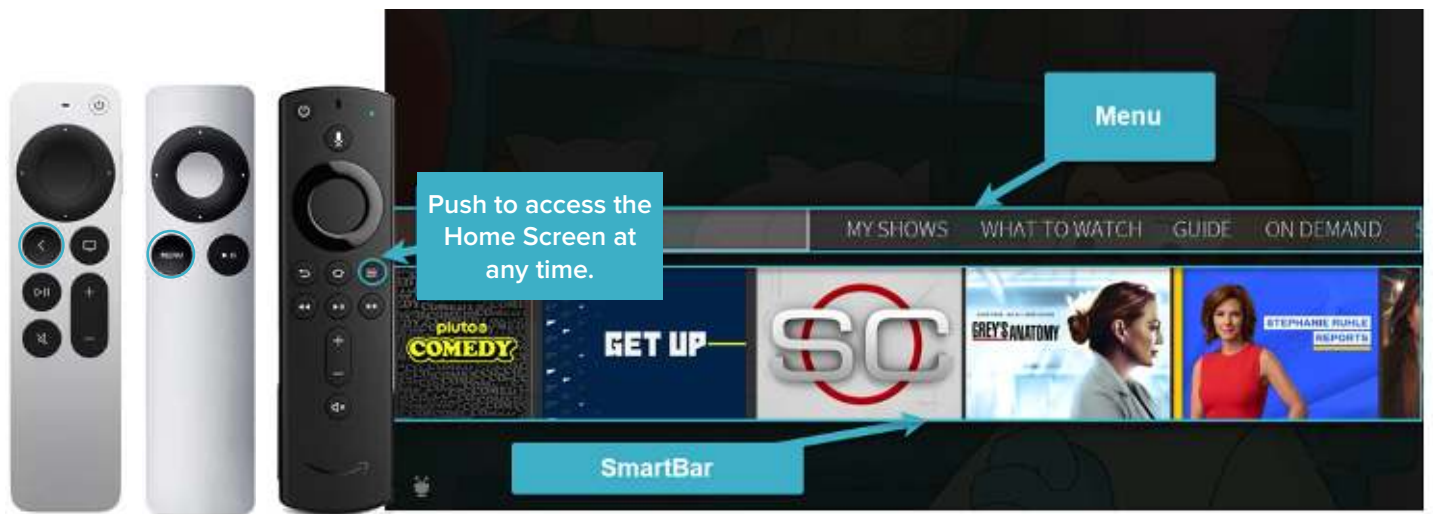 Menu
Push to access the
Home Screen at
any time.
MY SHOWS WHAT TO WATCH GUIDE ON DEMAND
MENU
pluto
COMEDY
GET UP
SC
GREY'S ANATOMY
STEPHANIE RUHLE
REPORTS
SmartBar